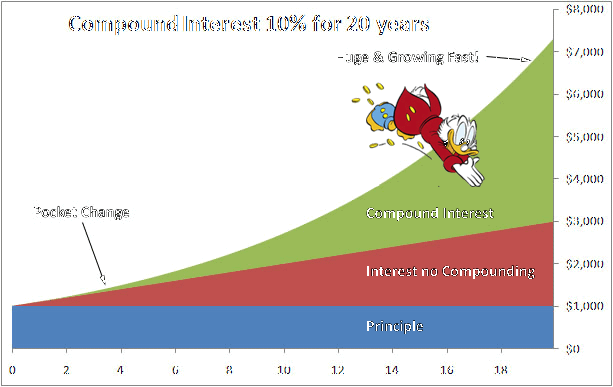 Compound Interest 10% for 20 years
$8,000
$7,000
Huge & Growing Fast!
$6,000
$5,000
$4,000
Pocket Change
Compound Interest
$3,000
Interest no Compounding
$2,000
$1,000
Principle
$0
0 2 4 6 8 10 12 14 16 18